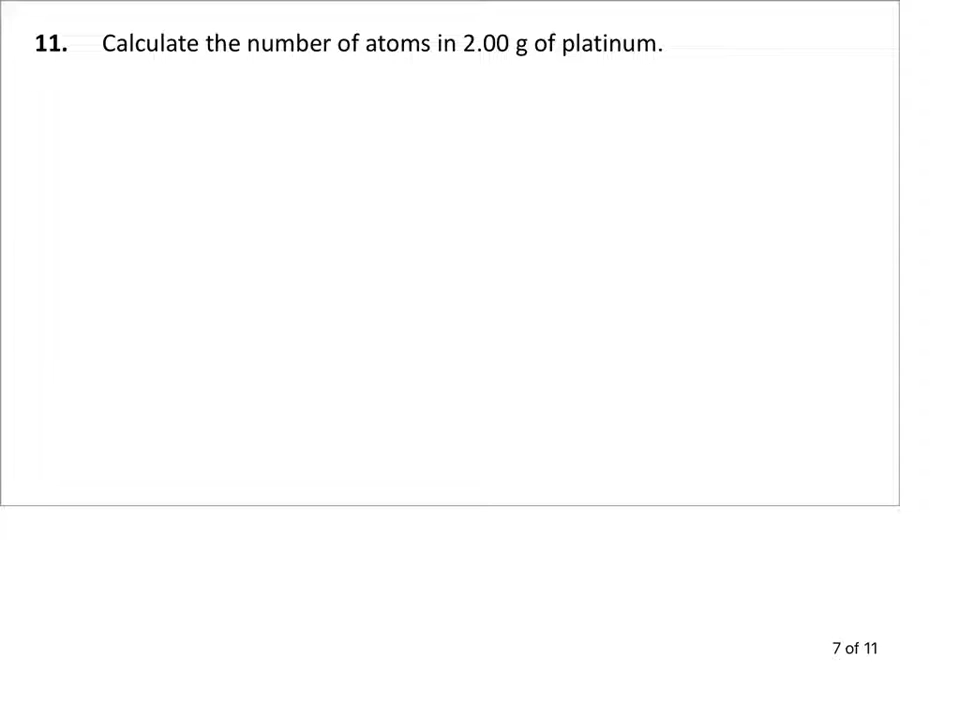 11. Calculate the number of atoms in 2.00 g of platinum.
7 of 11